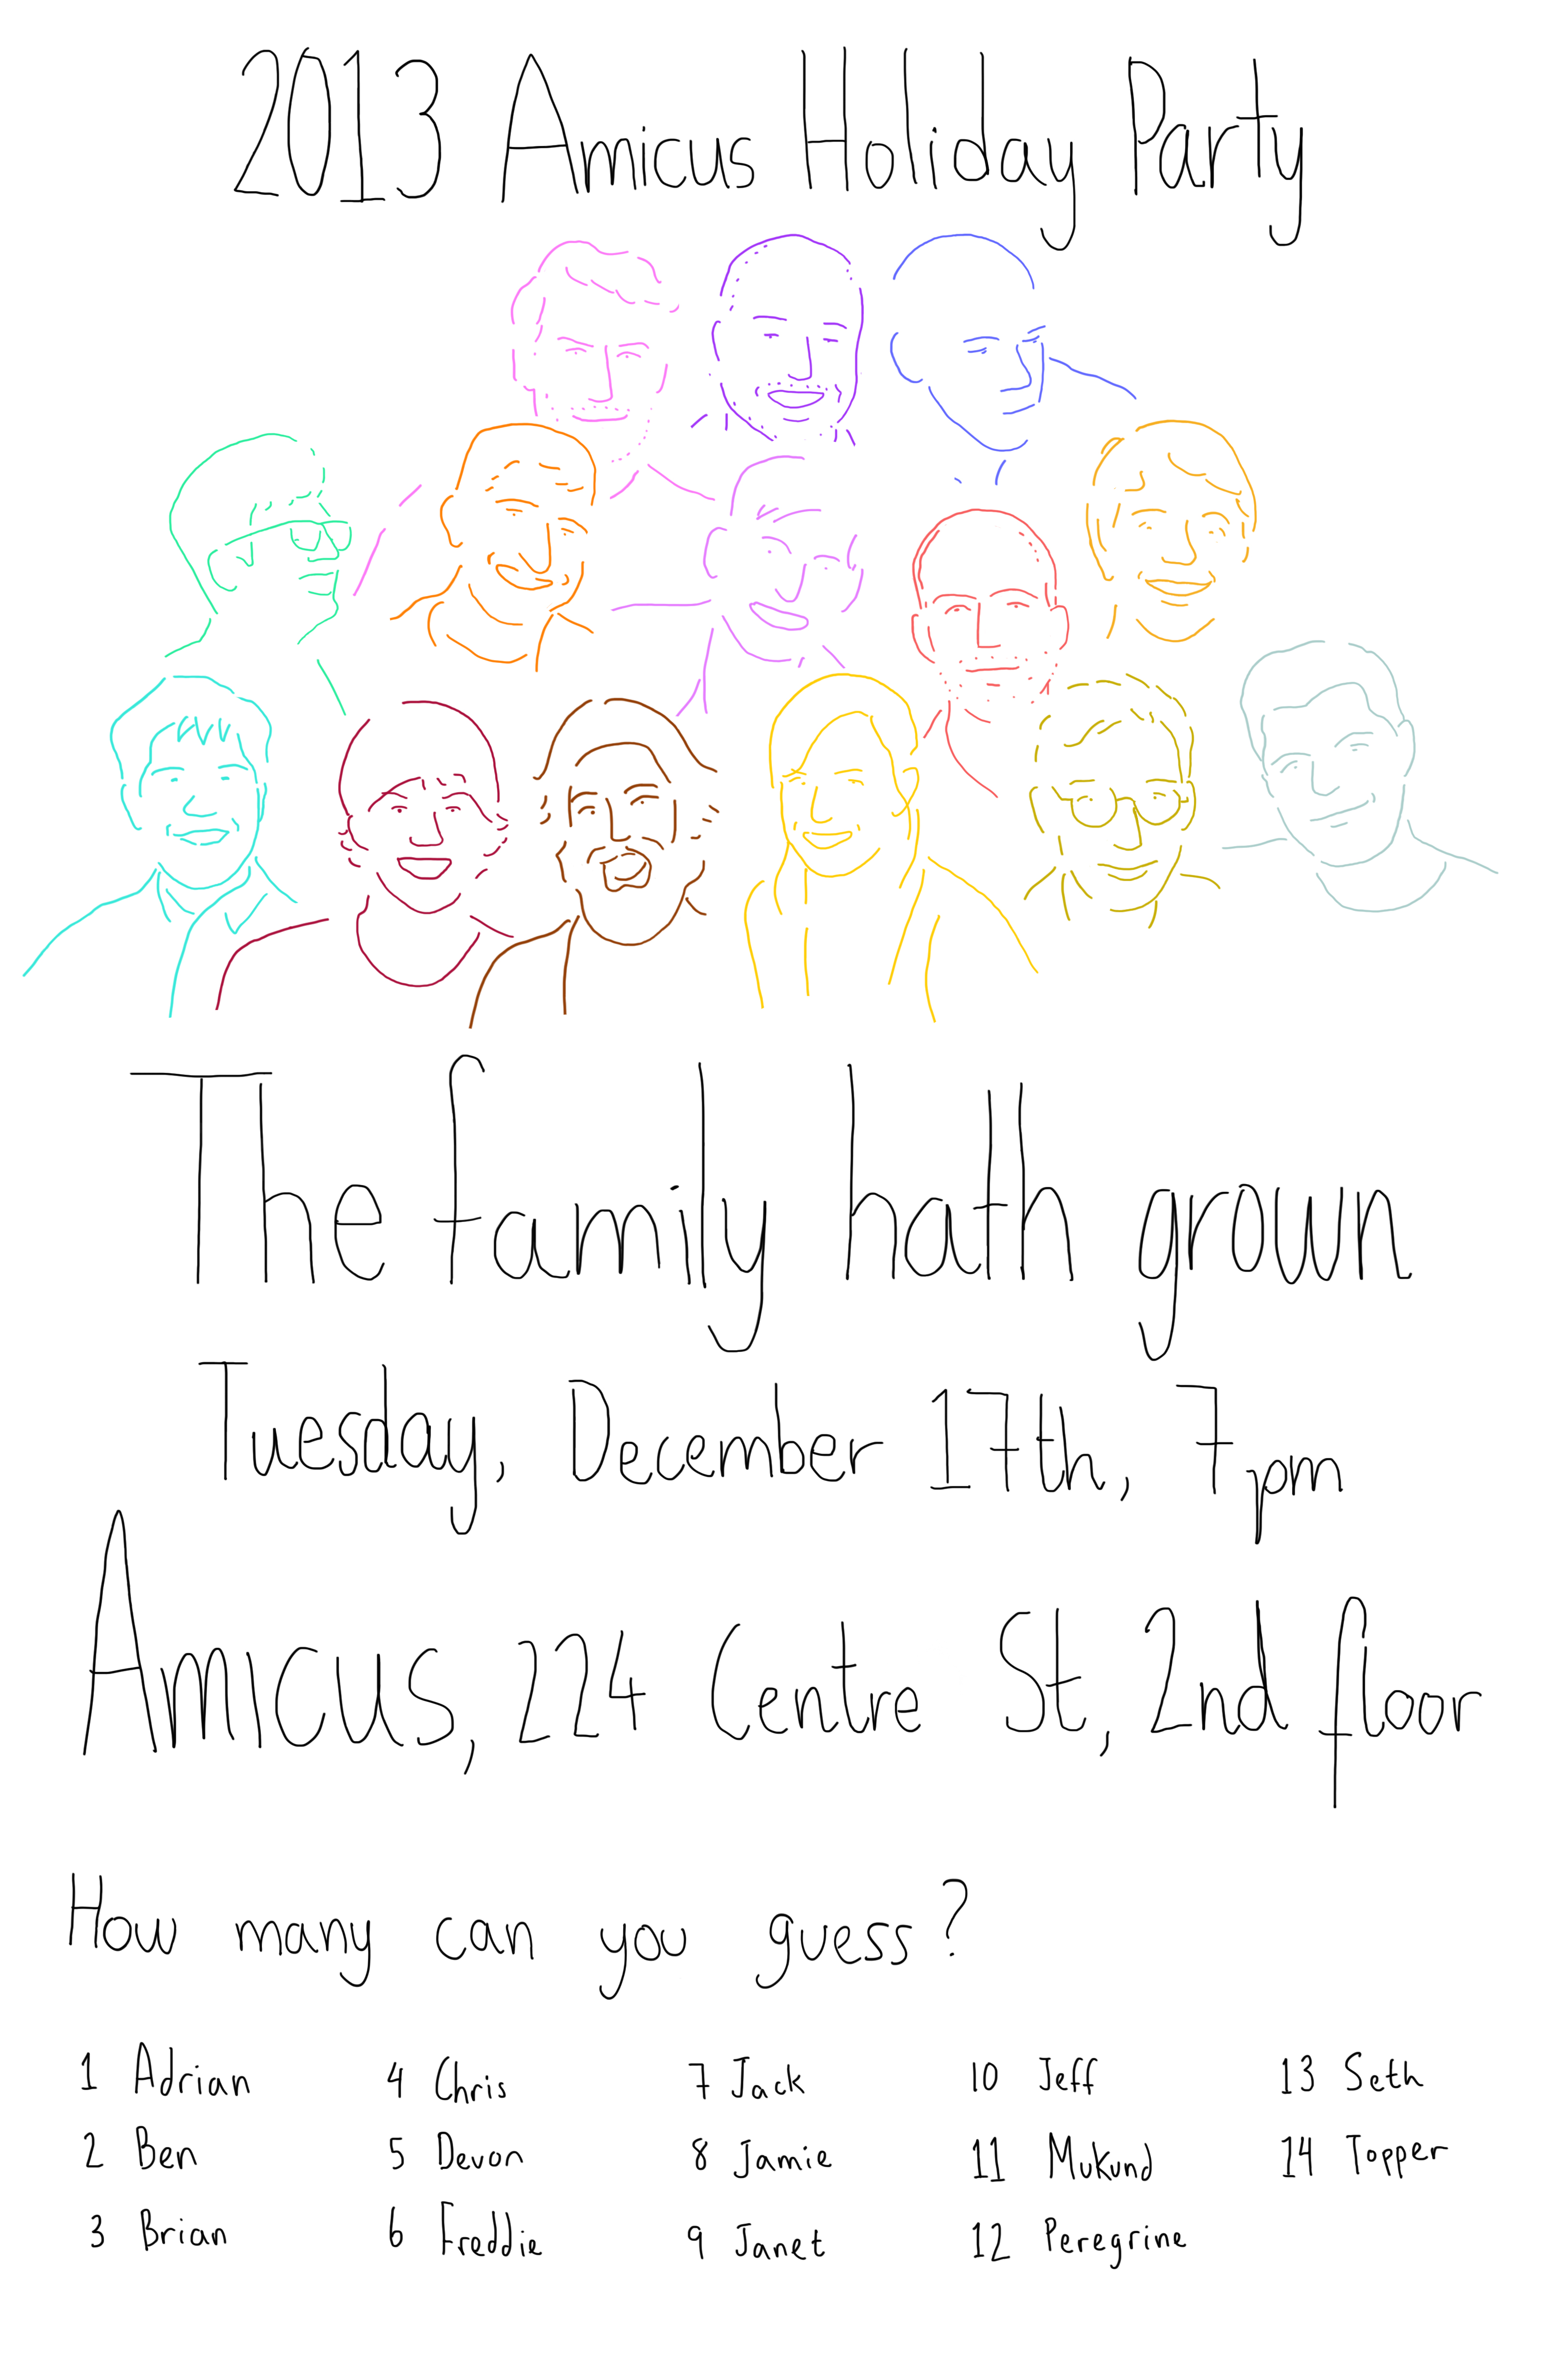 2013 Amicus Holiday Party
The family hath grown
Tuesday, December 17th, 7pm
Amicus, 224 Centre St, 2nd floor
How many can you guess?
1 Adrian 4 Chris 7 Jack 10 Jeff 13 Seth
2 Ben 5 Devon 8 Jamie 11 Mukund 14 Topper
3 Brian 6 Freddie 9 Janet 12 Peregrine